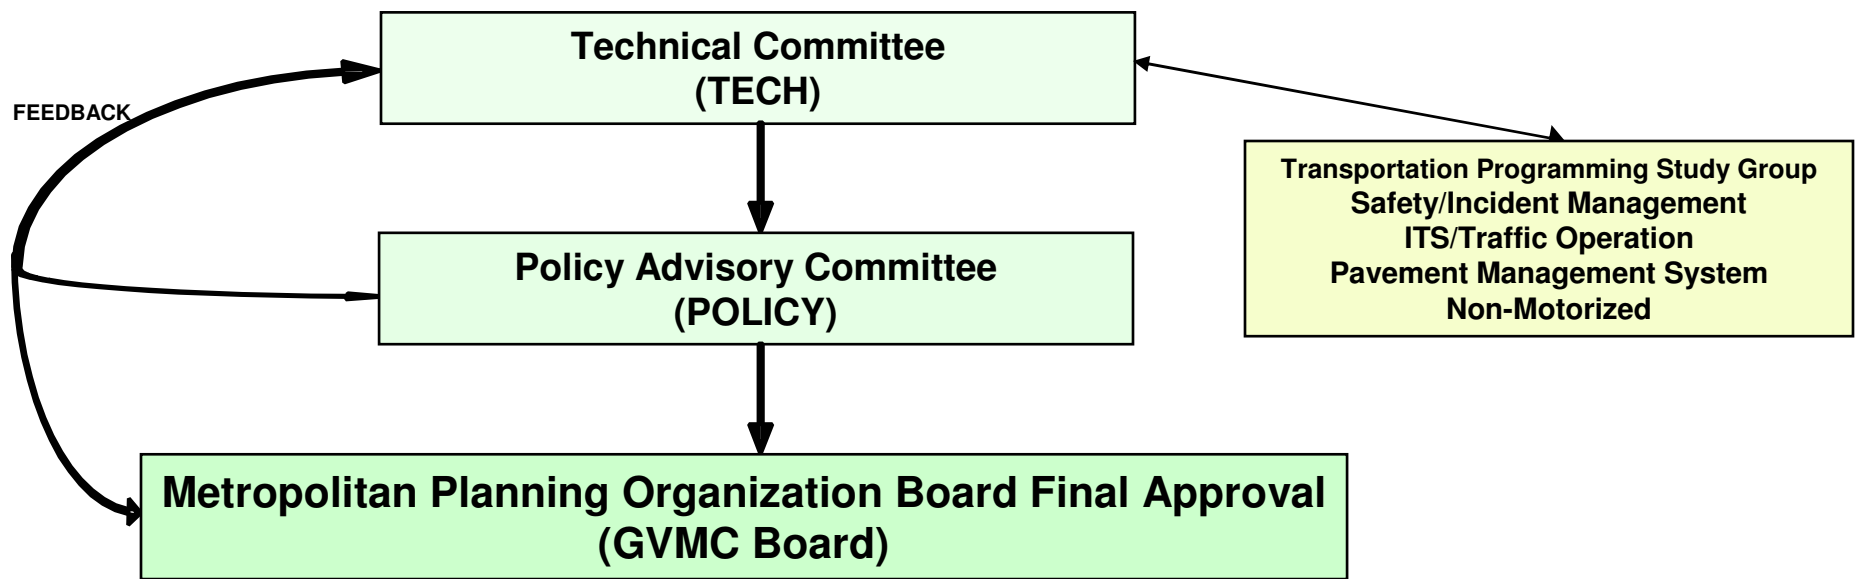 Technical Committee
(TECH)
FEEDBACK
Transportation Programming Study Group
Safety/Incident Management
ITS/Traffic Operation
Pavement Management System
Non-Motorized
Policy Advisory Committee
(POLICY)
Metropolitan Planning Organization Board Final Approval
(GVMC Board)